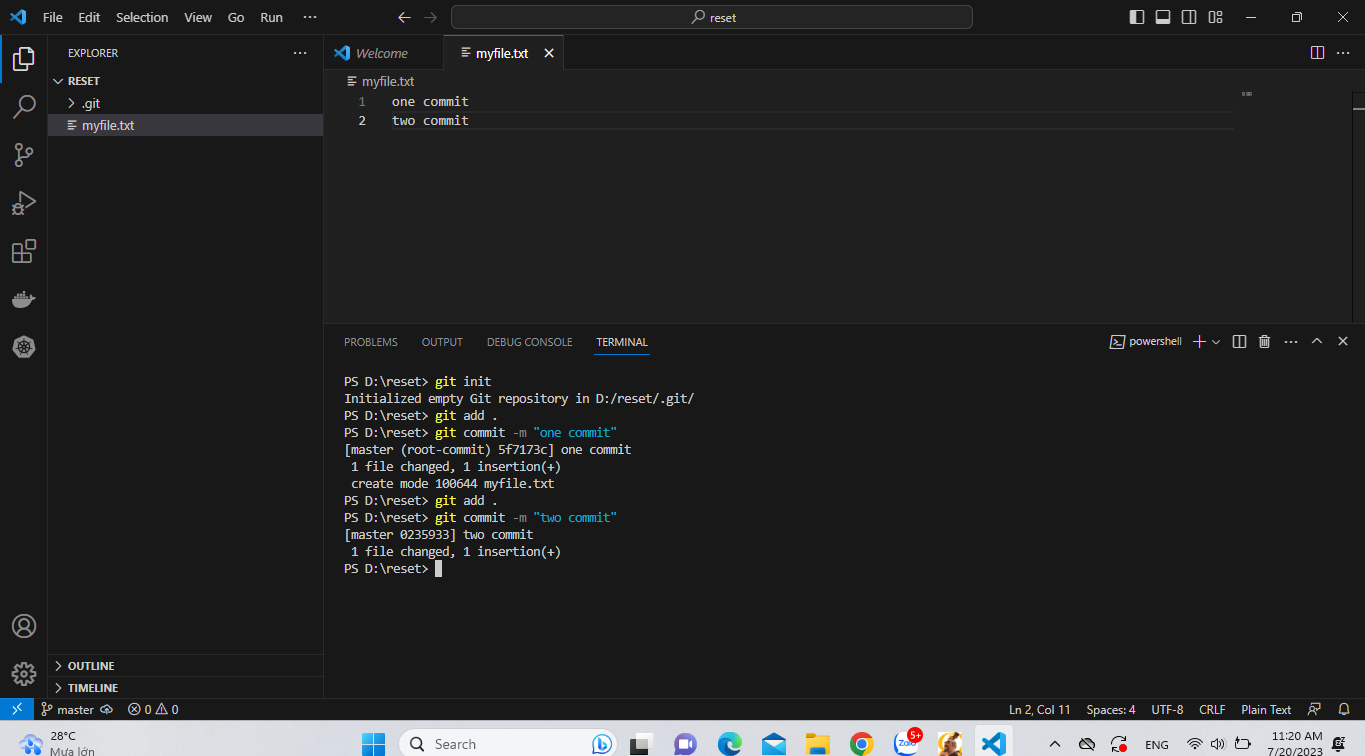 File Edit Selection View Go Run ···
reset
EXPLORER
RESET
.git
myfile.txt
OUTLINE
TIMELINE
Welcome
myfile.txt
myfile.txt
1 one commit
2 two commit
PROBLEMS OUTPUT DEBUG CONSOLE TERMINAL
powershell
PS D:\reset> git init
Initialized empty Git repository in D:/reset/.git/
PS D:\reset> git add .
PS D:\reset> git commit -m "one commit"
[master (root-commit) 5f7173c] one commit
 1 file changed, 1 insertion(+)
 create mode 100644 myfile.txt
PS D:\reset> git add .
PS D:\reset> git commit -m "two commit"
[master 0235933] two commit
 1 file changed, 1 insertion(+)
PS D:\reset>
master 0 0
Ln 2, Col 11 Spaces: 4 UTF-8 CRLF Plain Text
28°C
Mưa lớn
Search
Zalo
5+
ENG
11:20 AM
7/20/2023